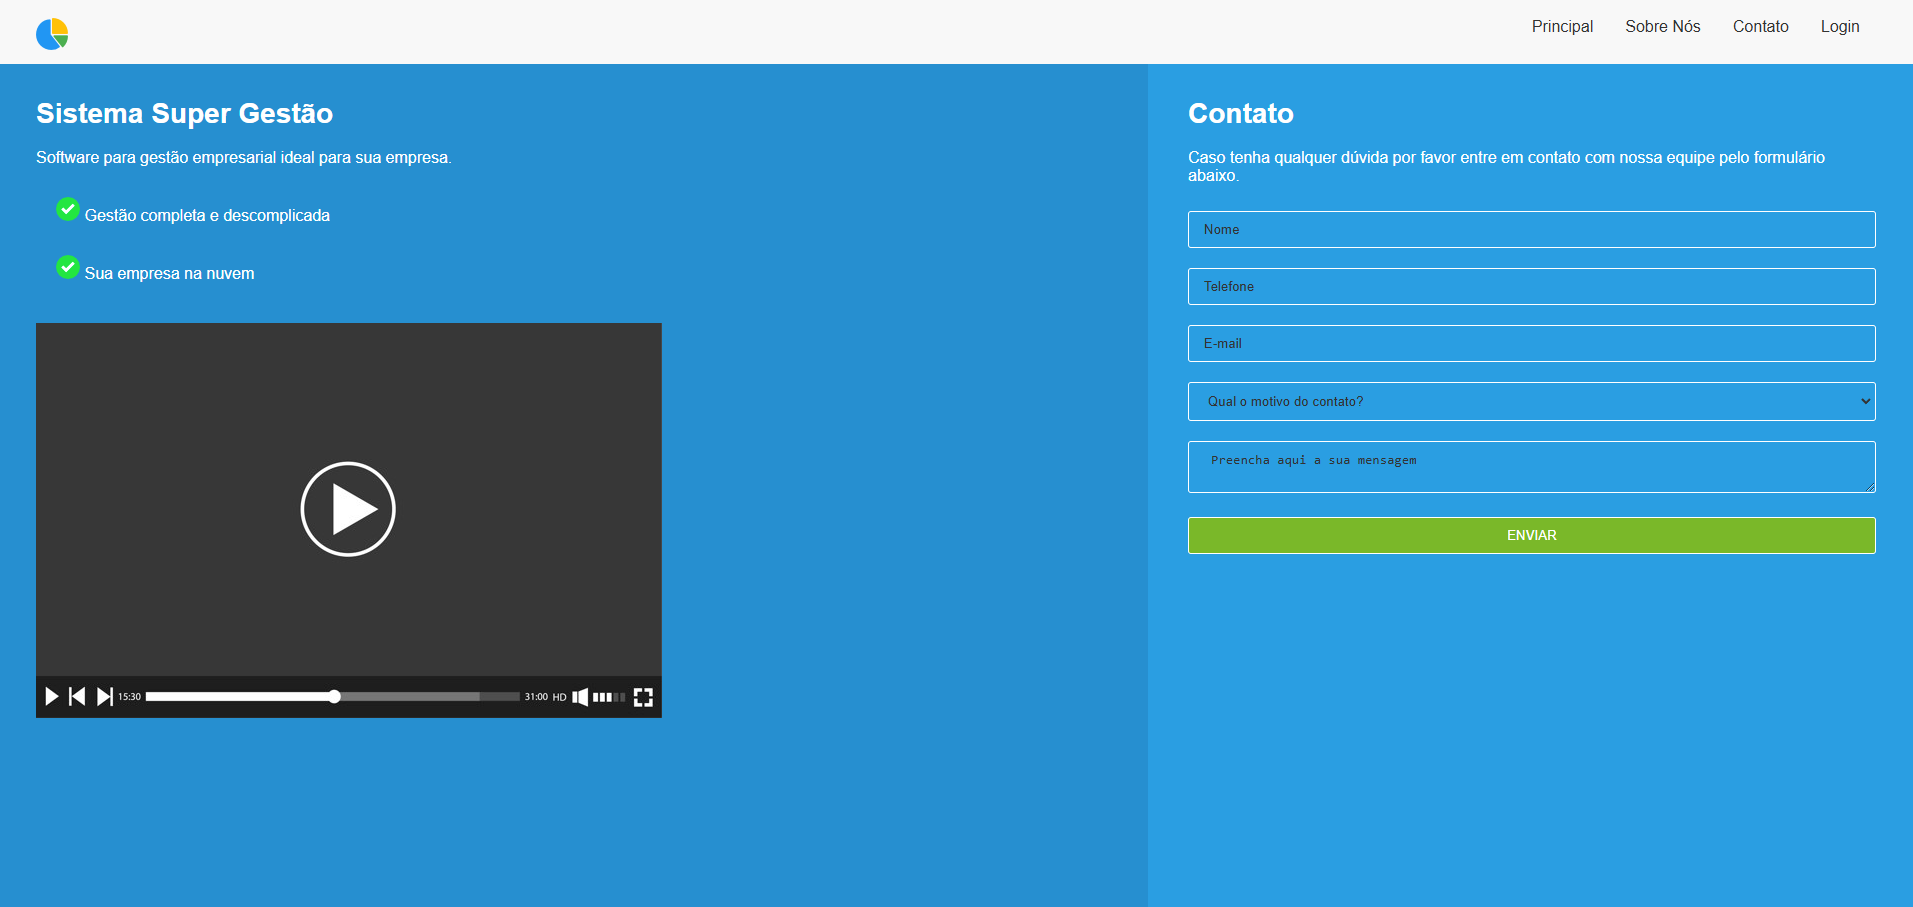 Principal
Sobre Nós
Contato
Login
Sistema Super Gestão
Software para gestão empresarial ideal para sua empresa.
Gestão completa e descomplicada
Sua empresa na nuvem
15:30
31:00 HD
Contato
Caso tenha qualquer dúvida por favor entre em contato com nossa equipe pelo formulário
abaixo.
Nome
Telefone
E-mail
Qual o motivo do contato?
Preencha aqui a sua mensagem
ENVIAR